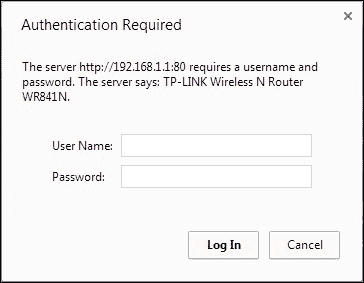 Authentication Required
The server http://192.168.1.1:80 requires a username and
password. The server says: TP-LINK Wireless N Router
WR841N.
User Name:
Password:
Log In
Cancel